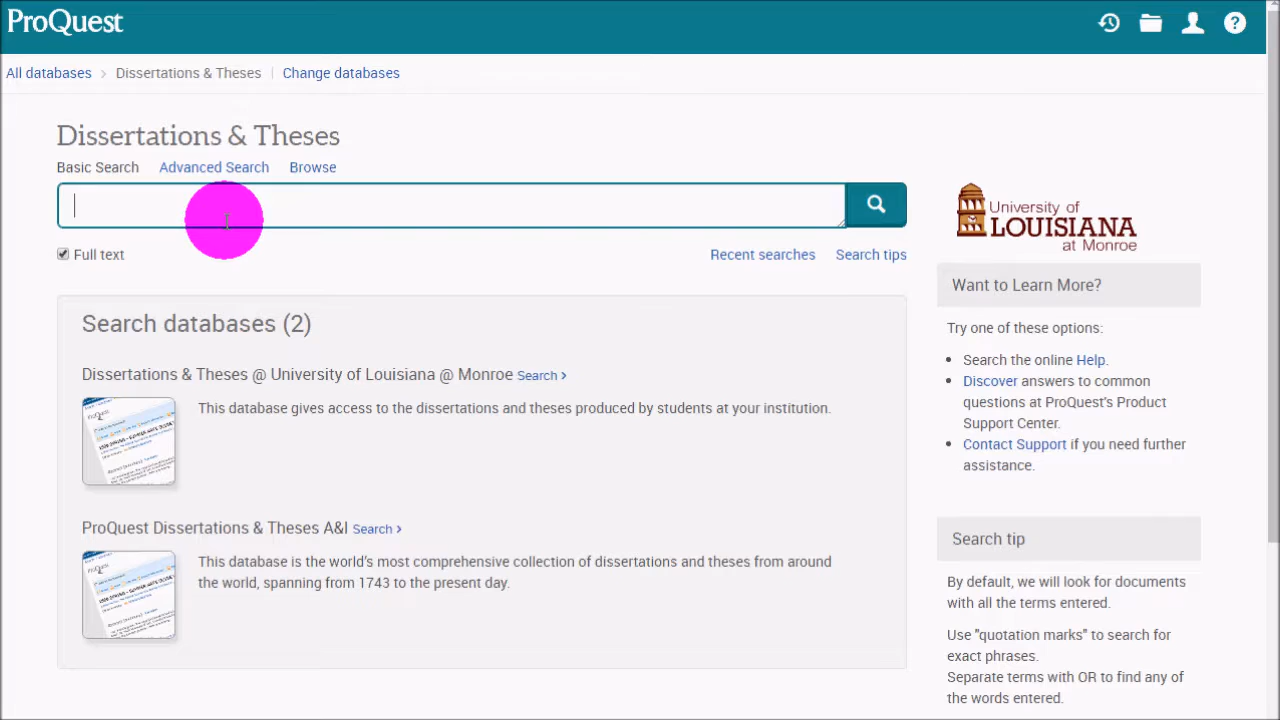 ProQuest
All databases > Dissertations & Theses | Change databases
Dissertations & Theses
Basic Search Advanced Search Browse
Full text
Recent searches Search tips
Search databases (2)
Dissertations & Theses @ University of Louisiana @ Monroe Search >
This database gives access to the dissertations and theses produced by students at your institution.
ProQuest Dissertations & Theses A&I Search >
This database is the world's most comprehensive collection of dissertations and theses from around
the world, spanning from 1743 to the present day.
University of
LOUISIANA
at Monroe
Want to Learn More?
Try one of these options:
• Search the online Help.
• Discover answers to common
questions at ProQuest's Product
Support Center.
• Contact Support if you need further
assistance.
Search tip
By default, we will look for documents
with all the terms entered.
Use "quotation marks" to search for
exact phrases.
Separate terms with OR to find any of
the words entered.